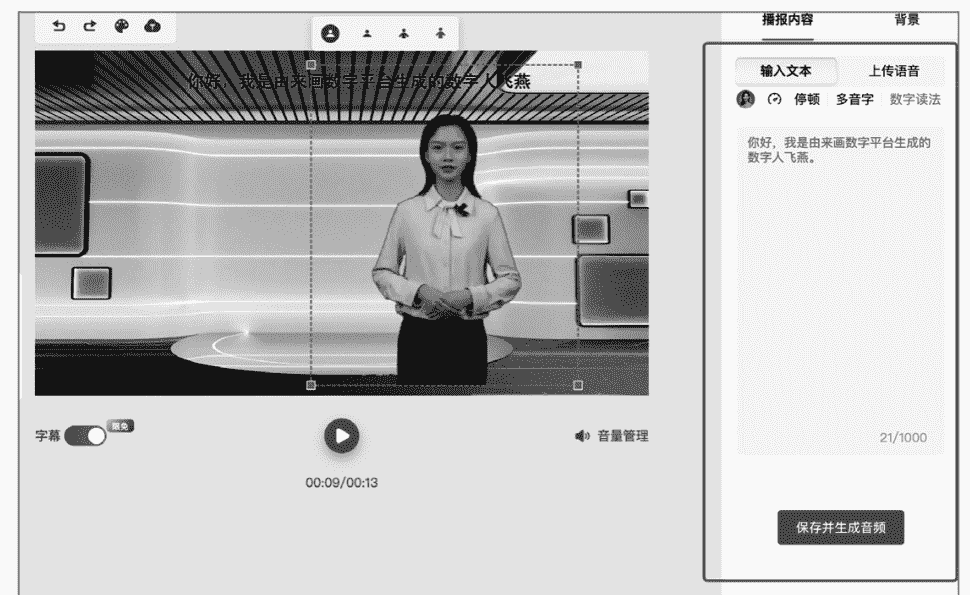 播报内容
背景
你好，我是由来画数字平台生成的数字人飞燕
输入文本
上传语音
停顿
多音字
数字读法
你好，我是由来画数字平台生成的
数字人飞燕。
21/1000
字幕
限免
音量管理
00:09/00:13
保存并生成音频